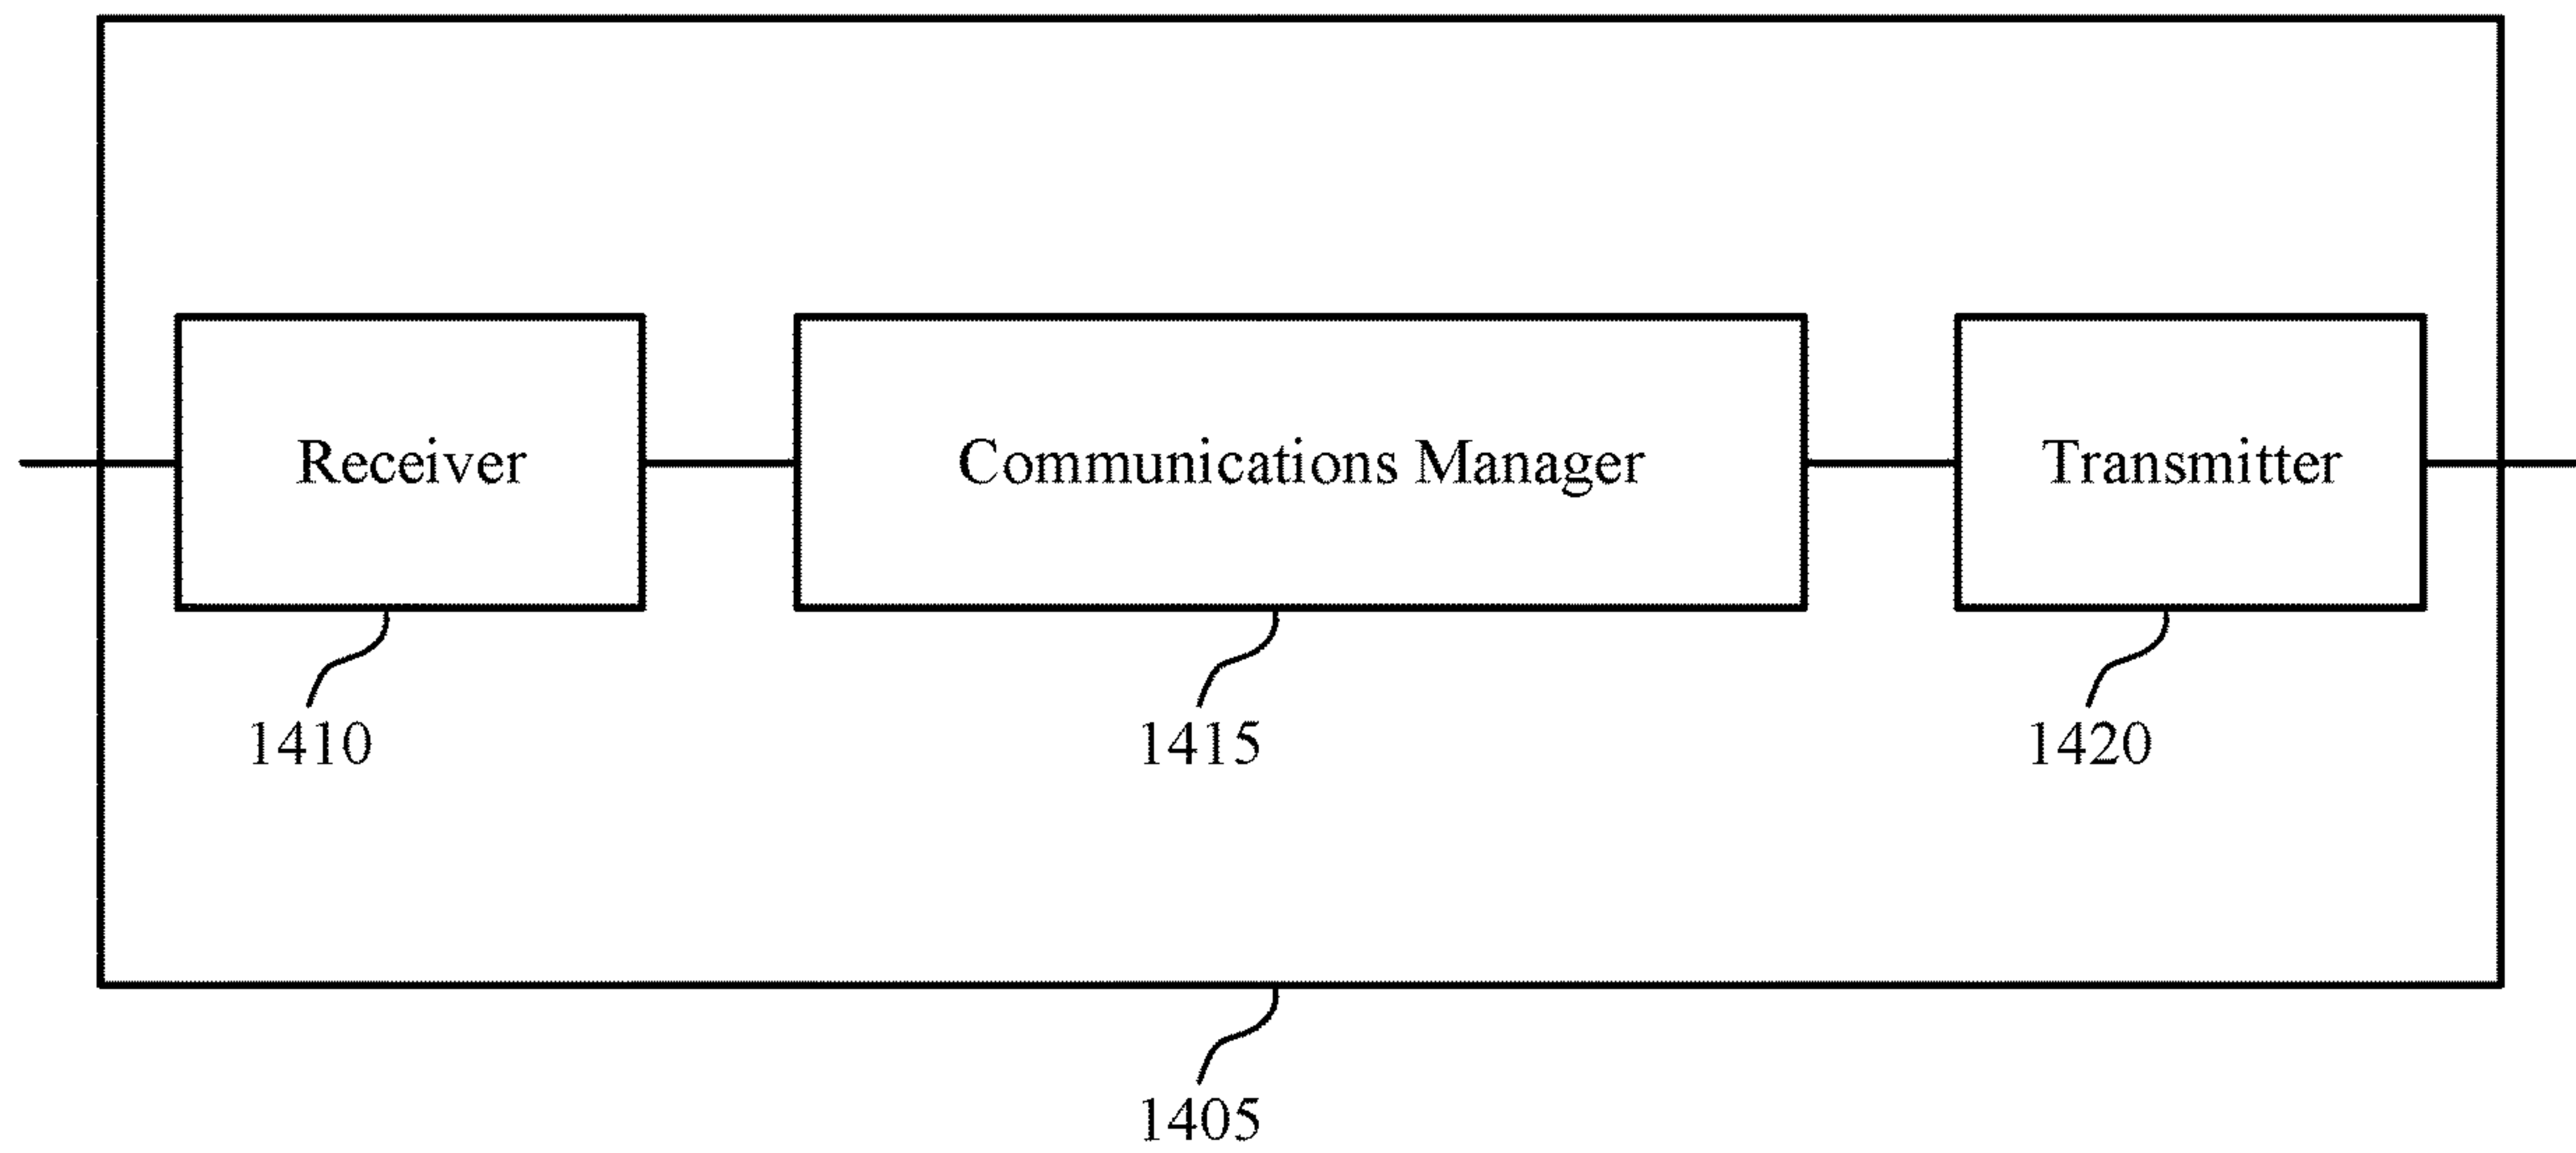 Receiver
Communications Manager
Transmitter
1410
1415
1420
1405